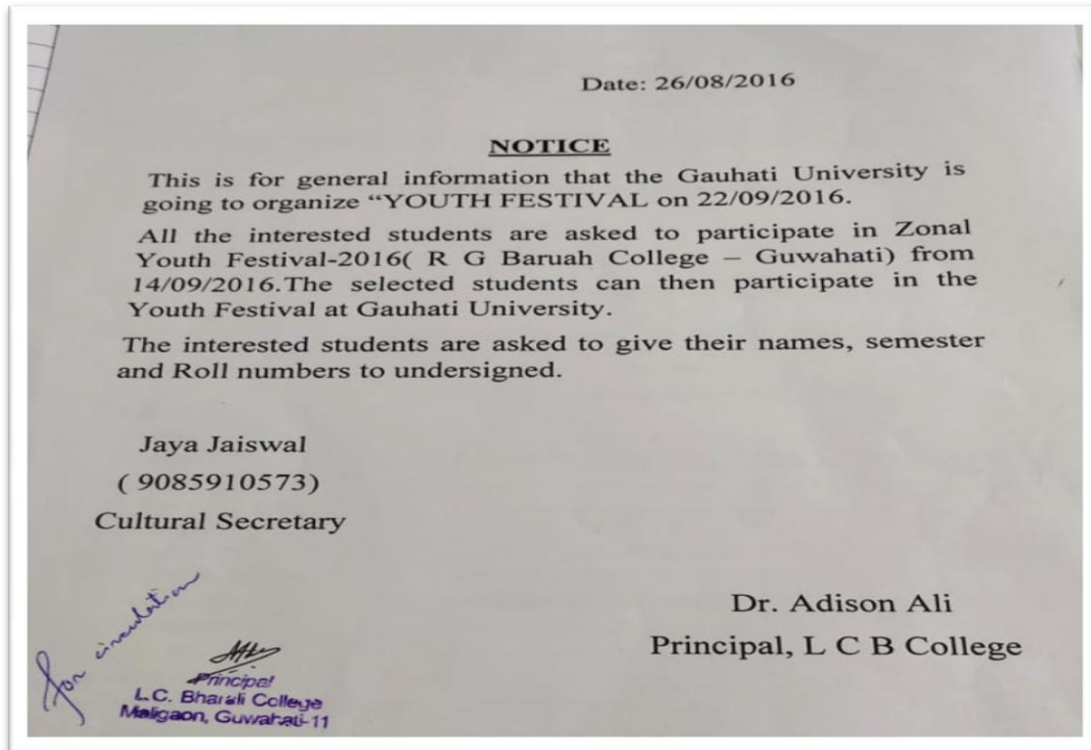 Date: 26/08/2016
NOTICE
This is for general information that the Gauhati University is
going to organize “YOUTH FESTIVAL on 22/09/2016.
All the interested students are asked to participate in Zonal
Youth Festival-2016( R G Baruah College – Guwahati) from
14/09/2016.The selected students can then participate in the
Youth Festival at Gauhati University.
The interested students are asked to give their names, semester
and Roll numbers to undersigned.
Jaya Jaiswal
( 9085910573)
Cultural Secretary
Dr. Adison Ali
Principal, L C B College
for circulation
Principal
L.C. Bharali College
Maligaon, Guwahati-11